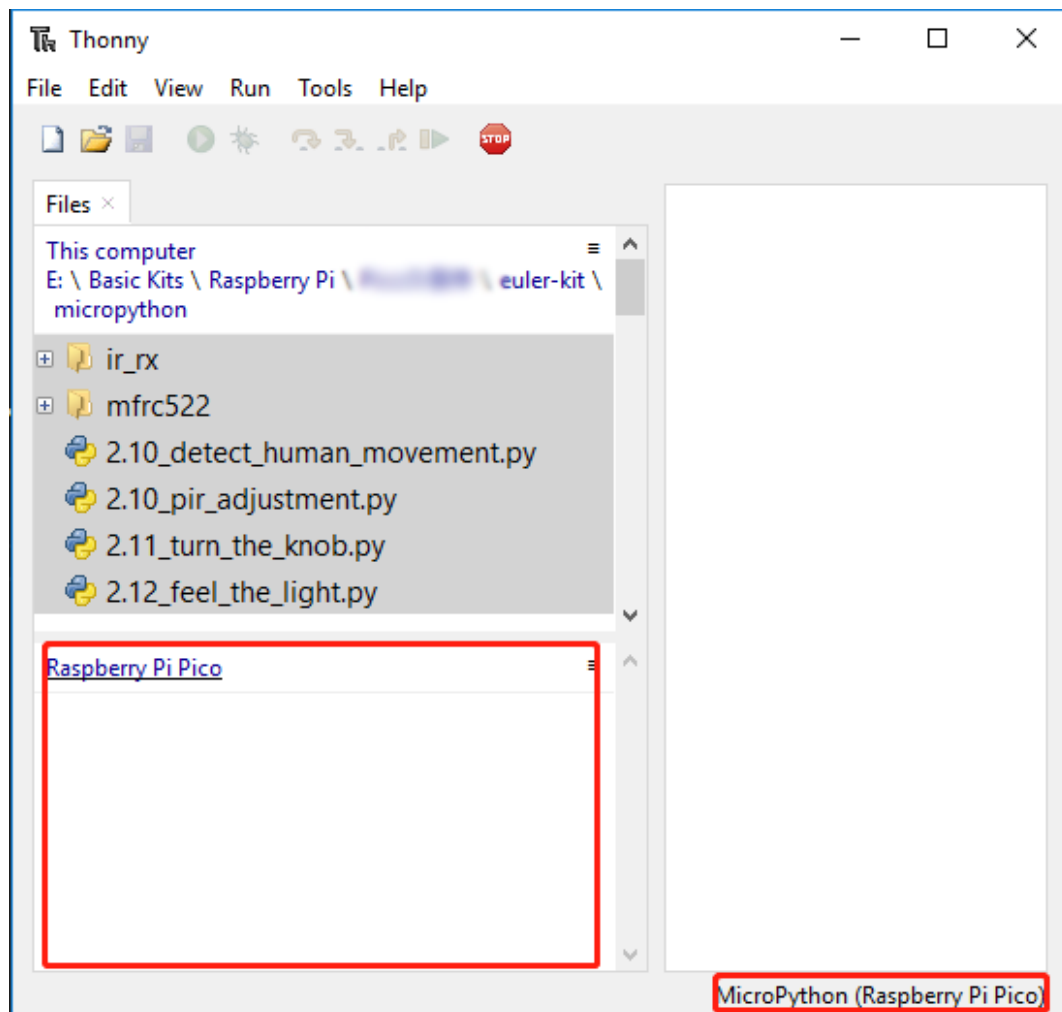 Thonny
File Edit View Run Tools Help
STOP
Files
This computer
E: \ Basic Kits \ Raspberry Pi \ \ euler-kit \
micropython
ir_rx
mfrc522
2.10_detect_human_movement.py
2.10_pir_adjustment.py
2.11_turn_the_knob.py
2.12_feel_the_light.py
Raspberry Pi Pico
MicroPython (Raspberry Pi Pico)